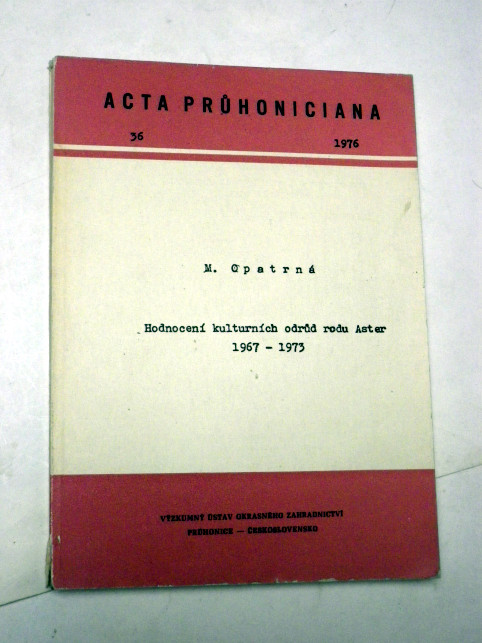 ACTA PRŮHONICIANA
36 1976
M. Opatrná
Hodnocení kulturních odrůd rodu Aster
1967 - 1973
VÝZKUMNÝ ÚSTAV OKRASNÉHO ZAHRADNICTVÍ
PRŮHONICE — ČESKOSLOVENSKO